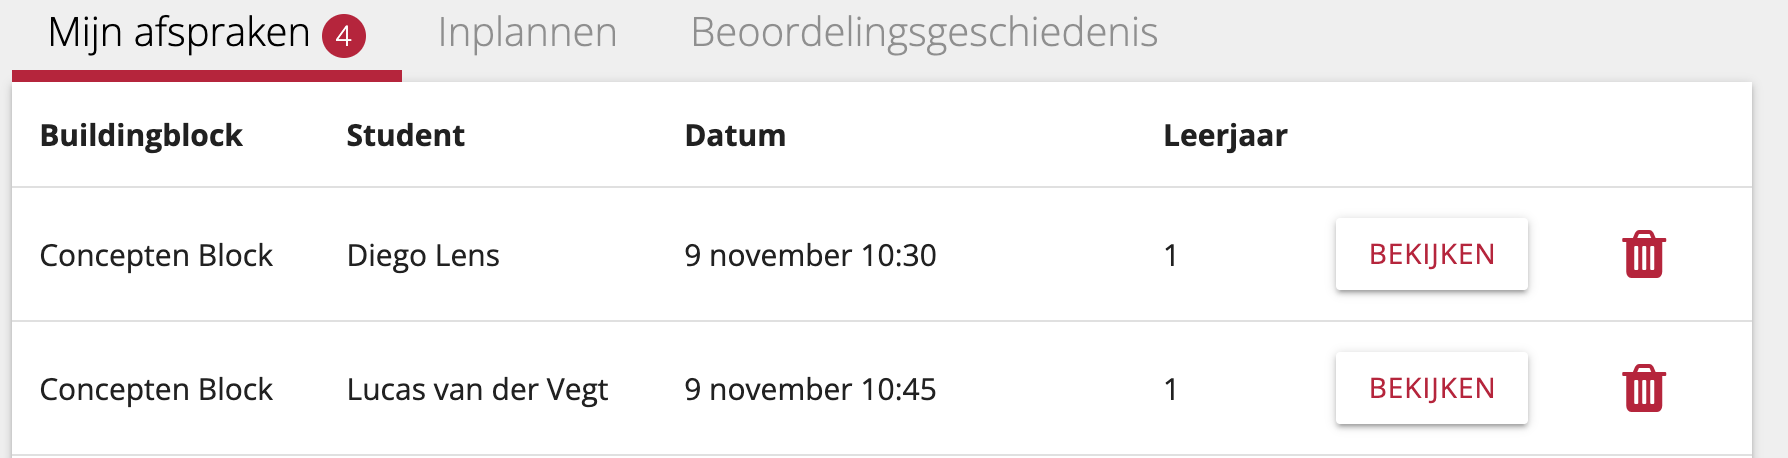 Mijn afspraken 4 Inplannen Beoordelingsgeschiedenis
Buildingblock Student Datum Leerjaar
Concepten Block Diego Lens 9 november 10:30 1 BEKIJKEN
Concepten Block Lucas van der Vegt 9 november 10:45 1 BEKIJKEN